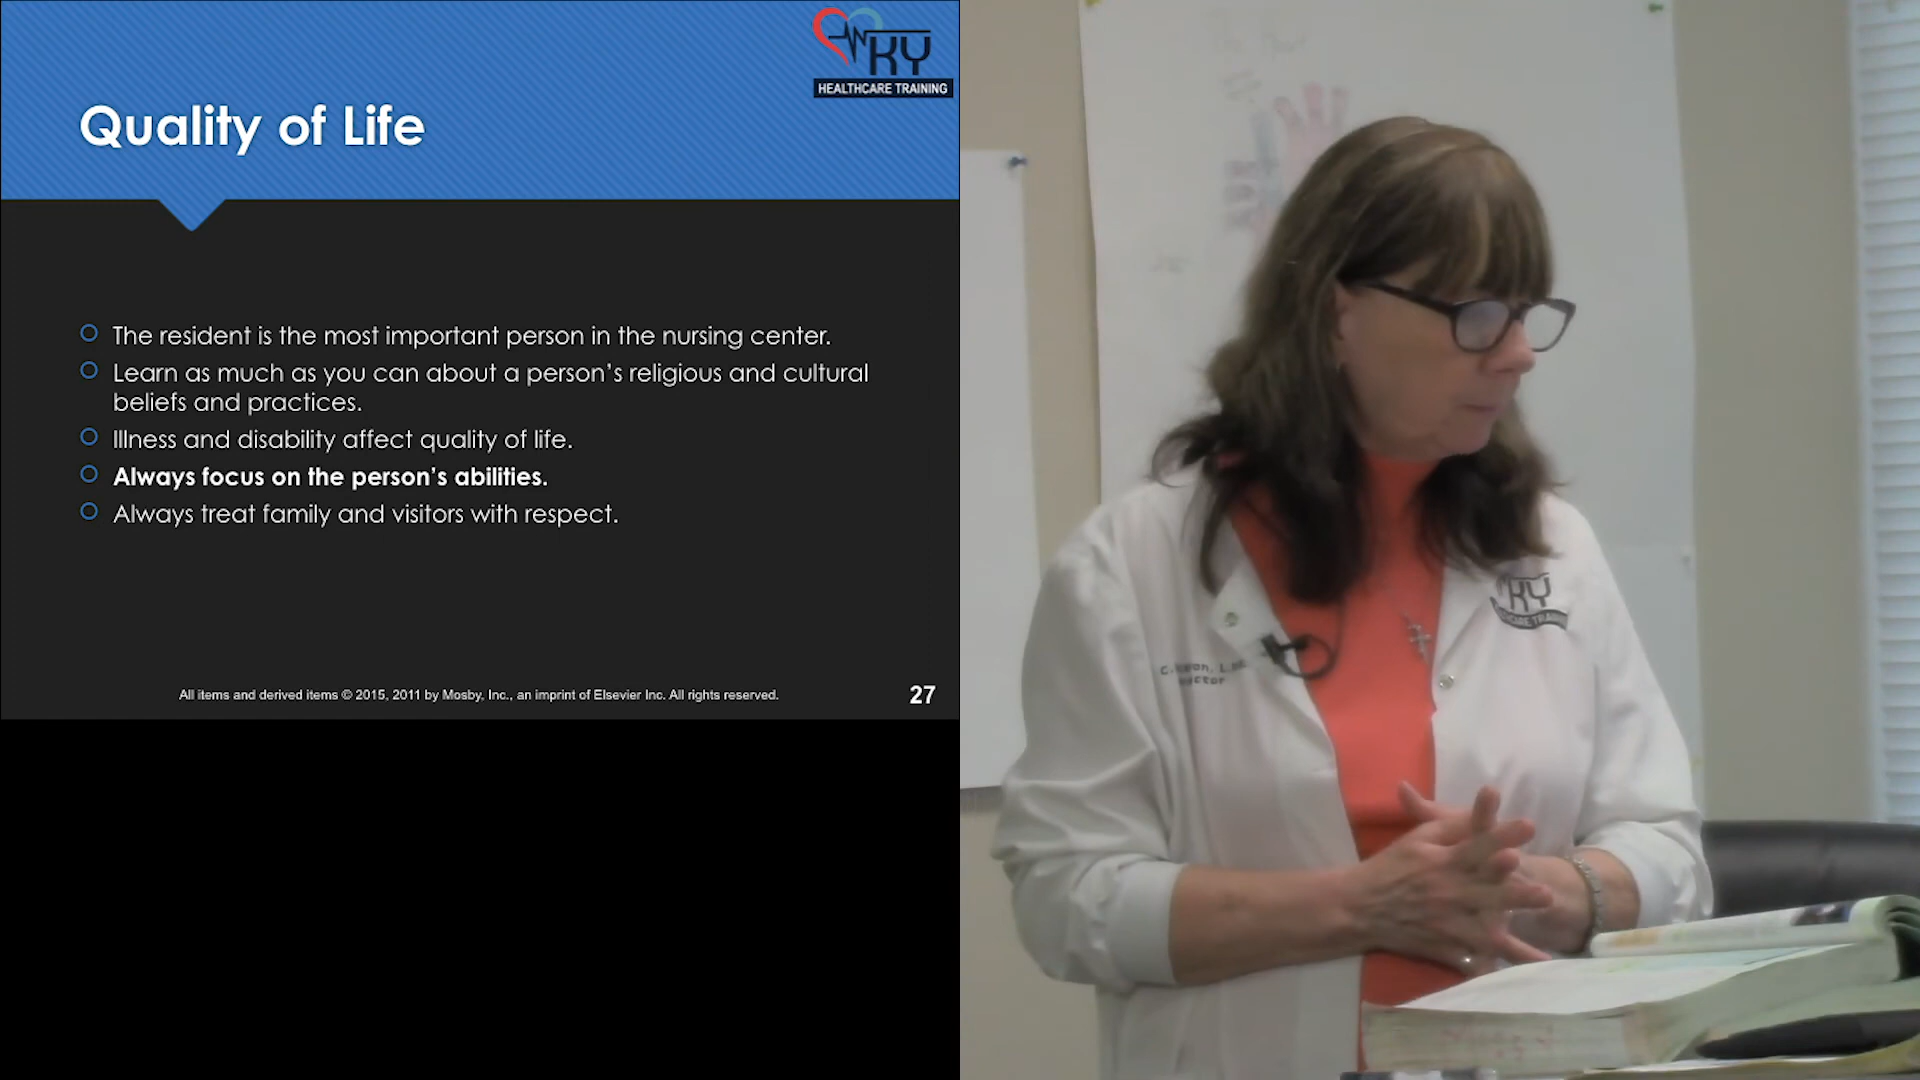 KY
HEALTHCARE TRAINING
Quality of Life
The resident is the most important person in the nursing center.
Learn as much as you can about a person's religious and cultural
beliefs and practices.
Illness and disability affect quality of life.
Always focus on the person's abilities.
Always treat family and visitors with respect.
All items and derived items © 2015, 2011 by Mosby, Inc., an imprint of Elsevier Inc. All rights reserved.
27
KY